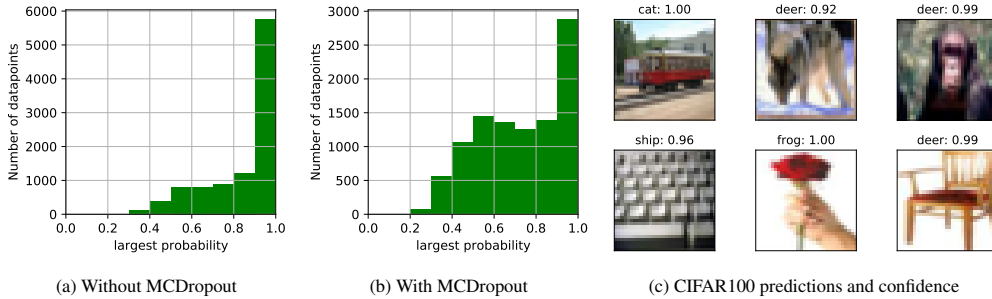 6000
5000
4000
3000
2000
1000
0
Number of datapoints
0.0 0.2 0.4 0.6 0.8 1.0
largest probability
(a) Without MCDropout
3000
2500
2000
1500
1000
500
0
Number of datapoints
0.0 0.2 0.4 0.6 0.8 1.0
largest probability
(b) With MCDropout
cat: 1.00 deer: 0.92 deer: 0.99
ship: 0.96 frog: 1.00 deer: 0.99
(c) CIFAR100 predictions and confidence